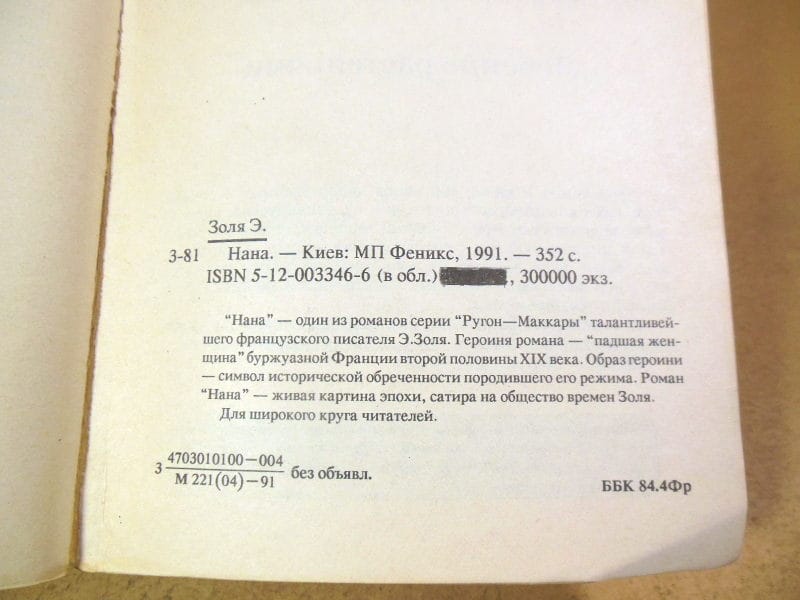 Золя Э.
З-81 Нана. — Киев: МП Феникс, 1991. — 352 с.
ISBN 5-12-003346-6 (в обл.) , 300000 экз.
“Нана” — один из романов серии “Ругон—Маккары” талантливей-
шего французского писателя Э.Золя. Героиня романа — “падшая жен-
щина” буржуазной Франции второй половины XIX века. Образ героини
— символ исторической обреченности породившего его режима. Роман
“Нана” — живая картина эпохи, сатира на общество времен Золя.
Для широкого круга читателей.
З 4703010100—004
М 221(04)—91 без объявл.
ББК 84.4Фр